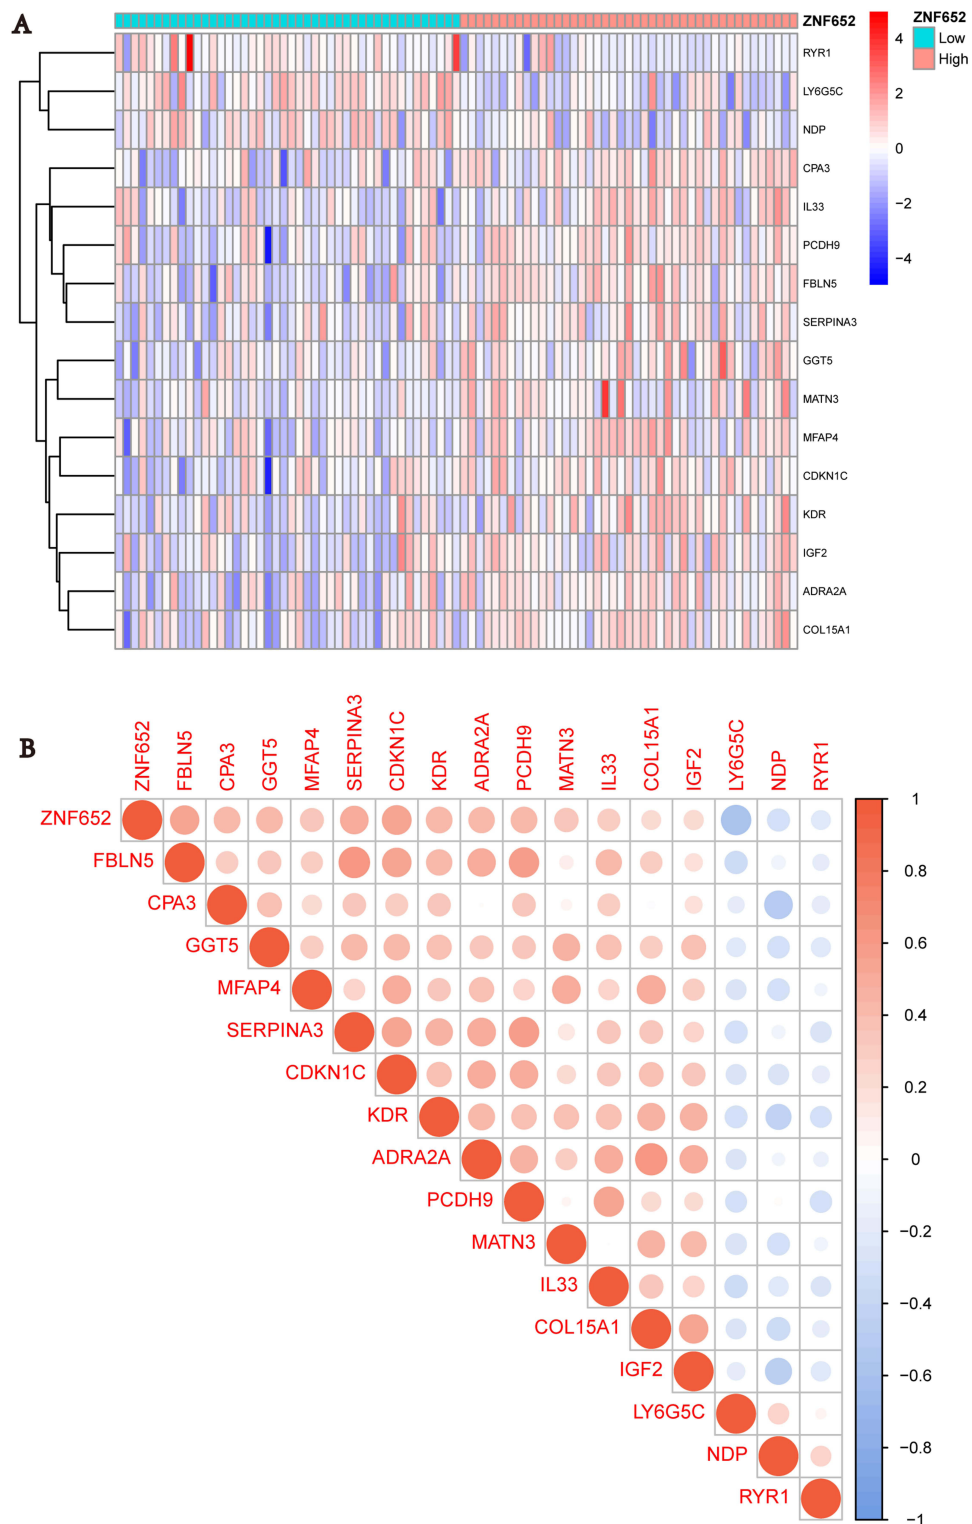 A
ZNF652
4
2
0
−2
−4
ZNF652
Low
High
RYR1
LY6G5C
NDP
CPA3
IL33
PCDH9
FBLN5
SERPINA3
GGT5
MATN3
MFAP4
CDKN1C
KDR
IGF2
ADRA2A
COL15A1
B
ZNF652
FBLN5
CPA3
GGT5
MFAP4
SERPINA3
CDKN1C
KDR
ADRA2A
PCDH9
MATN3
IL33
COL15A1
IGF2
LY6G5C
NDP
RYR1
ZNF652
FBLN5
CPA3
GGT5
MFAP4
SERPINA3
CDKN1C
KDR
ADRA2A
PCDH9
MATN3
IL33
COL15A1
IGF2
LY6G5C
NDP
RYR1
1
0.8
0.6
0.4
0.2
0
−0.2
−0.4
−0.6
−0.8
−1